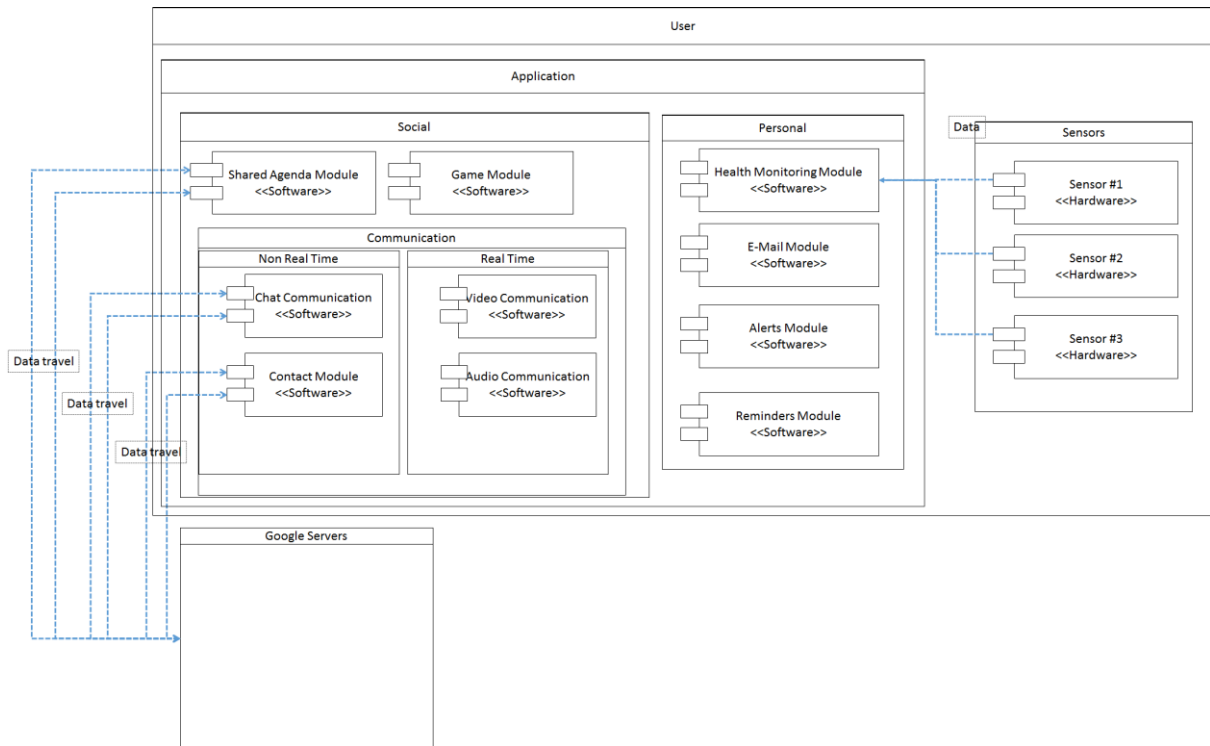 User
Application
Social
Personal
Data
Sensors
Shared Agenda Module
<<Software>>
Game Module
<<Software>>
Health Monitoring Module
<<Software>>
Sensor #1
<<Hardware>>
Communication
Non Real Time
Real Time
E-Mail Module
<<Software>>
Sensor #2
<<Hardware>>
Chat Communication
<<Software>>
Video Communication
<<Software>>
Alerts Module
<<Software>>
Sensor #3
<<Hardware>>
Data travel
Contact Module
<<Software>>
Audio Communication
<<Software>>
Data travel
Reminders Module
<<Software>>
Data travel
Google Servers